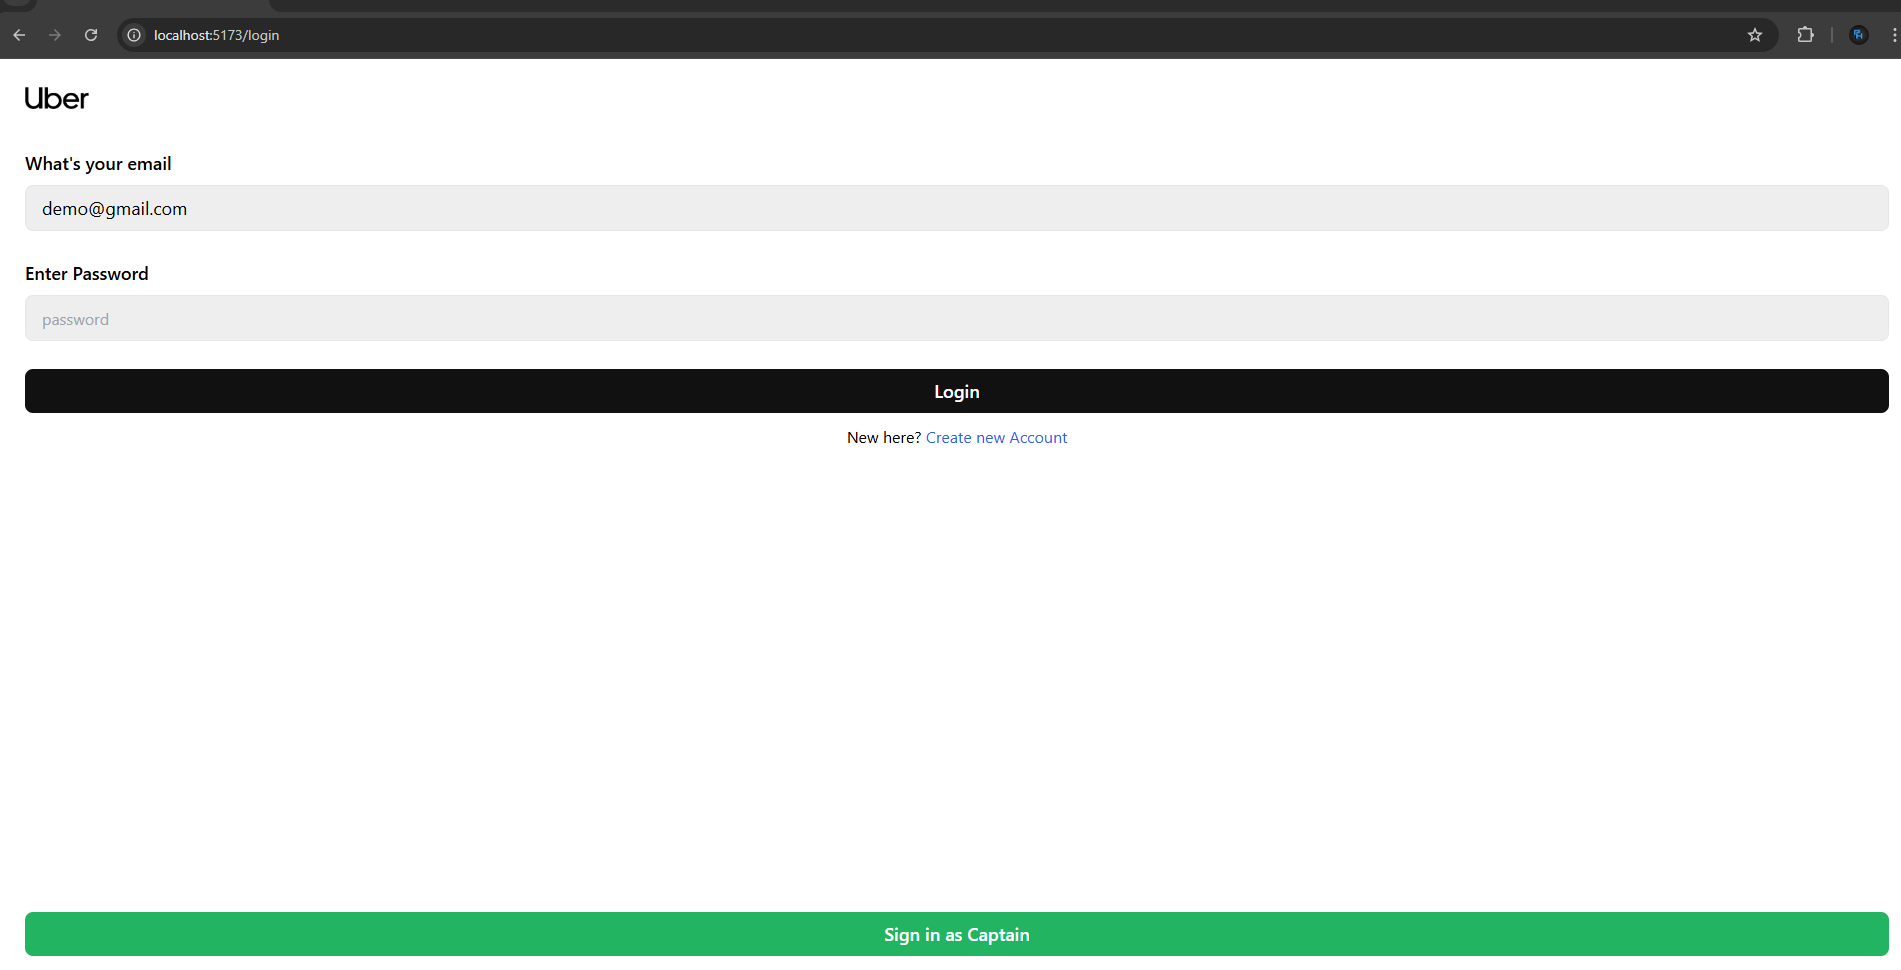 localhost:5173/login
Uber
What's your email
demo@gmail.com
Enter Password
password
Login
New here? Create new Account
Sign in as Captain